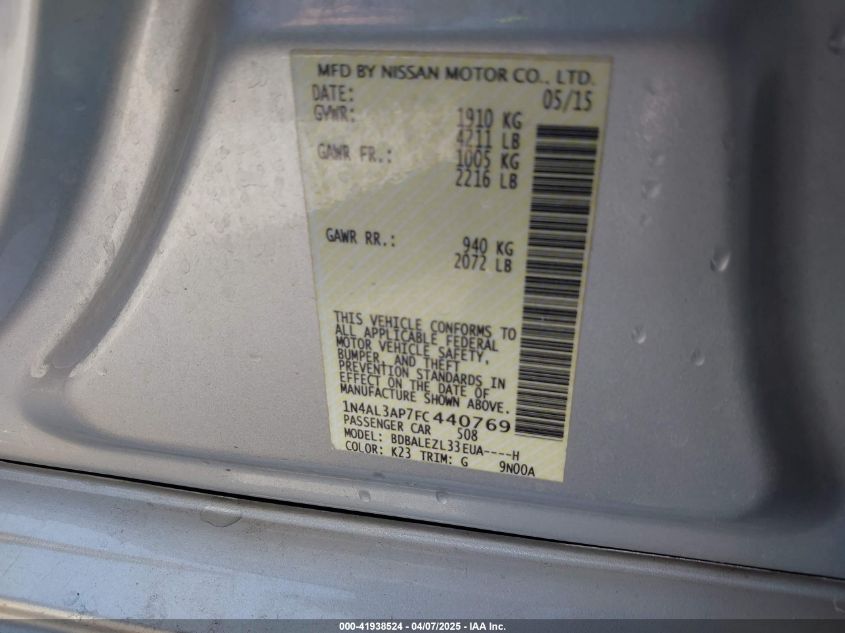 MFD BY NISSAN MOTOR CO., LTD.
DATE: 05/15
GVWR: 1910 KG
4211 LB
GAWR FR.: 1005 KG
2216 LB
GAWR RR.: 940 KG
2072 LB
THIS VEHICLE CONFORMS TO
ALL APPLICABLE FEDERAL
MOTOR VEHICLE SAFETY,
BUMPER, AND THEFT
PREVENTION STANDARDS IN
EFFECT ON THE DATE OF
MANUFACTURE SHOWN ABOVE.
1N4AL3AP7FC440769
PASSENGER CAR 508
MODEL: BDBALEZL33EUA----H
COLOR: K23 TRIM: G 9N00A
000-41938524 - 04/07/2025 - IAA Inc.